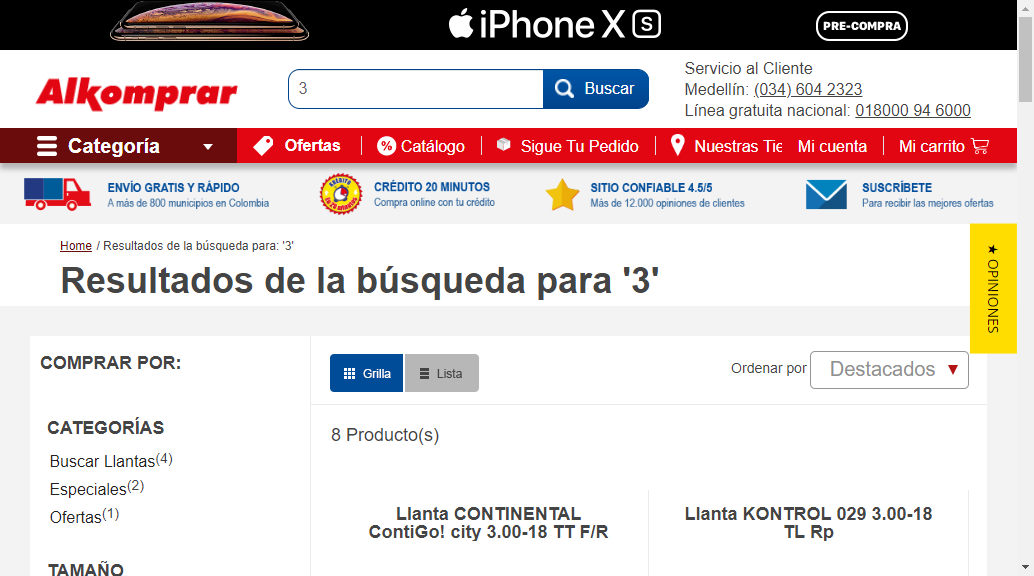 iPhone XS
PRE-COMPRA
Alkomprar
3
Buscar
Servicio al Cliente
Medellín: (034) 604 2323
Línea gratuita nacional: 018000 94 6000
Categoría
Ofertas
Catálogo
Sigue Tu Pedido
Nuestras Tie
Mi cuenta
Mi carrito
ENVÍO GRATIS Y RÁPIDO
A más de 800 municipios en Colombia
CRÉDITO 20 MINUTOS
Compra online con tu crédito
SITIO CONFIABLE 4.5/5
Más de 12.000 opiniones de clientes
SUSCRÍBETE
Para recibir las mejores ofertas
Home / Resultados de la búsqueda para: '3'
Resultados de la búsqueda para '3'
★ OPINIONES
COMPRAR POR:
Grilla
Lista
Ordenar por
Destacados
8 Producto(s)
CATEGORÍAS
Buscar Llantas(4)
Especiales(2)
Ofertas(1)
TAMAÑO
Llanta CONTINENTAL
ContiGo! city 3.00-18 TT F/R
Llanta KONTROL 029 3.00-18
TL Rp